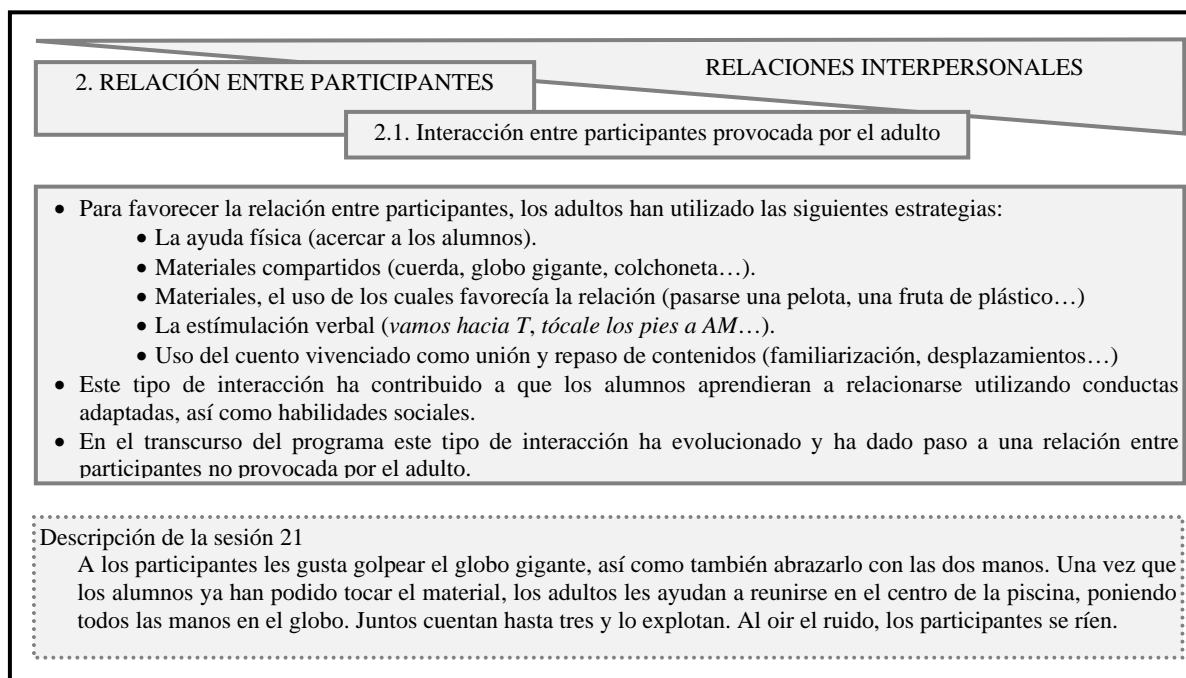 RELACIONES INTERPERSONALES
2. RELACIÓN ENTRE PARTICIPANTES
2.1. Interacción entre participantes provocada por el adulto
• Para favorecer la relación entre participantes, los adultos han utilizado las siguientes estrategias:
• La ayuda física (acercar a los alumnos).
• Materiales compartidos (cuerda, globo gigante, colchoneta…).
• Materiales, el uso de los cuales favorecía la relación (pasarse una pelota, una fruta de plástico…)
• La estímulación verbal (vamos hacia T, tócale los pies a AM…).
• Uso del cuento vivenciado como unión y repaso de contenidos (familiarización, desplazamientos…)
• Este tipo de interacción ha contribuido a que los alumnos aprendieran a relacionarse utilizando conductas
adaptadas, así como habilidades sociales.
• En el transcurso del programa este tipo de interacción ha evolucionado y ha dado paso a una relación entre
participantes no provocada por el adulto.
Descripción de la sesión 21
A los participantes les gusta golpear el globo gigante, así como también abrazarlo con las dos manos. Una vez que
los alumnos ya han podido tocar el material, los adultos les ayudan a reunirse en el centro de la piscina, poniendo
todos las manos en el globo. Juntos cuentan hasta tres y lo explotan. Al oir el ruido, los participantes se ríen.